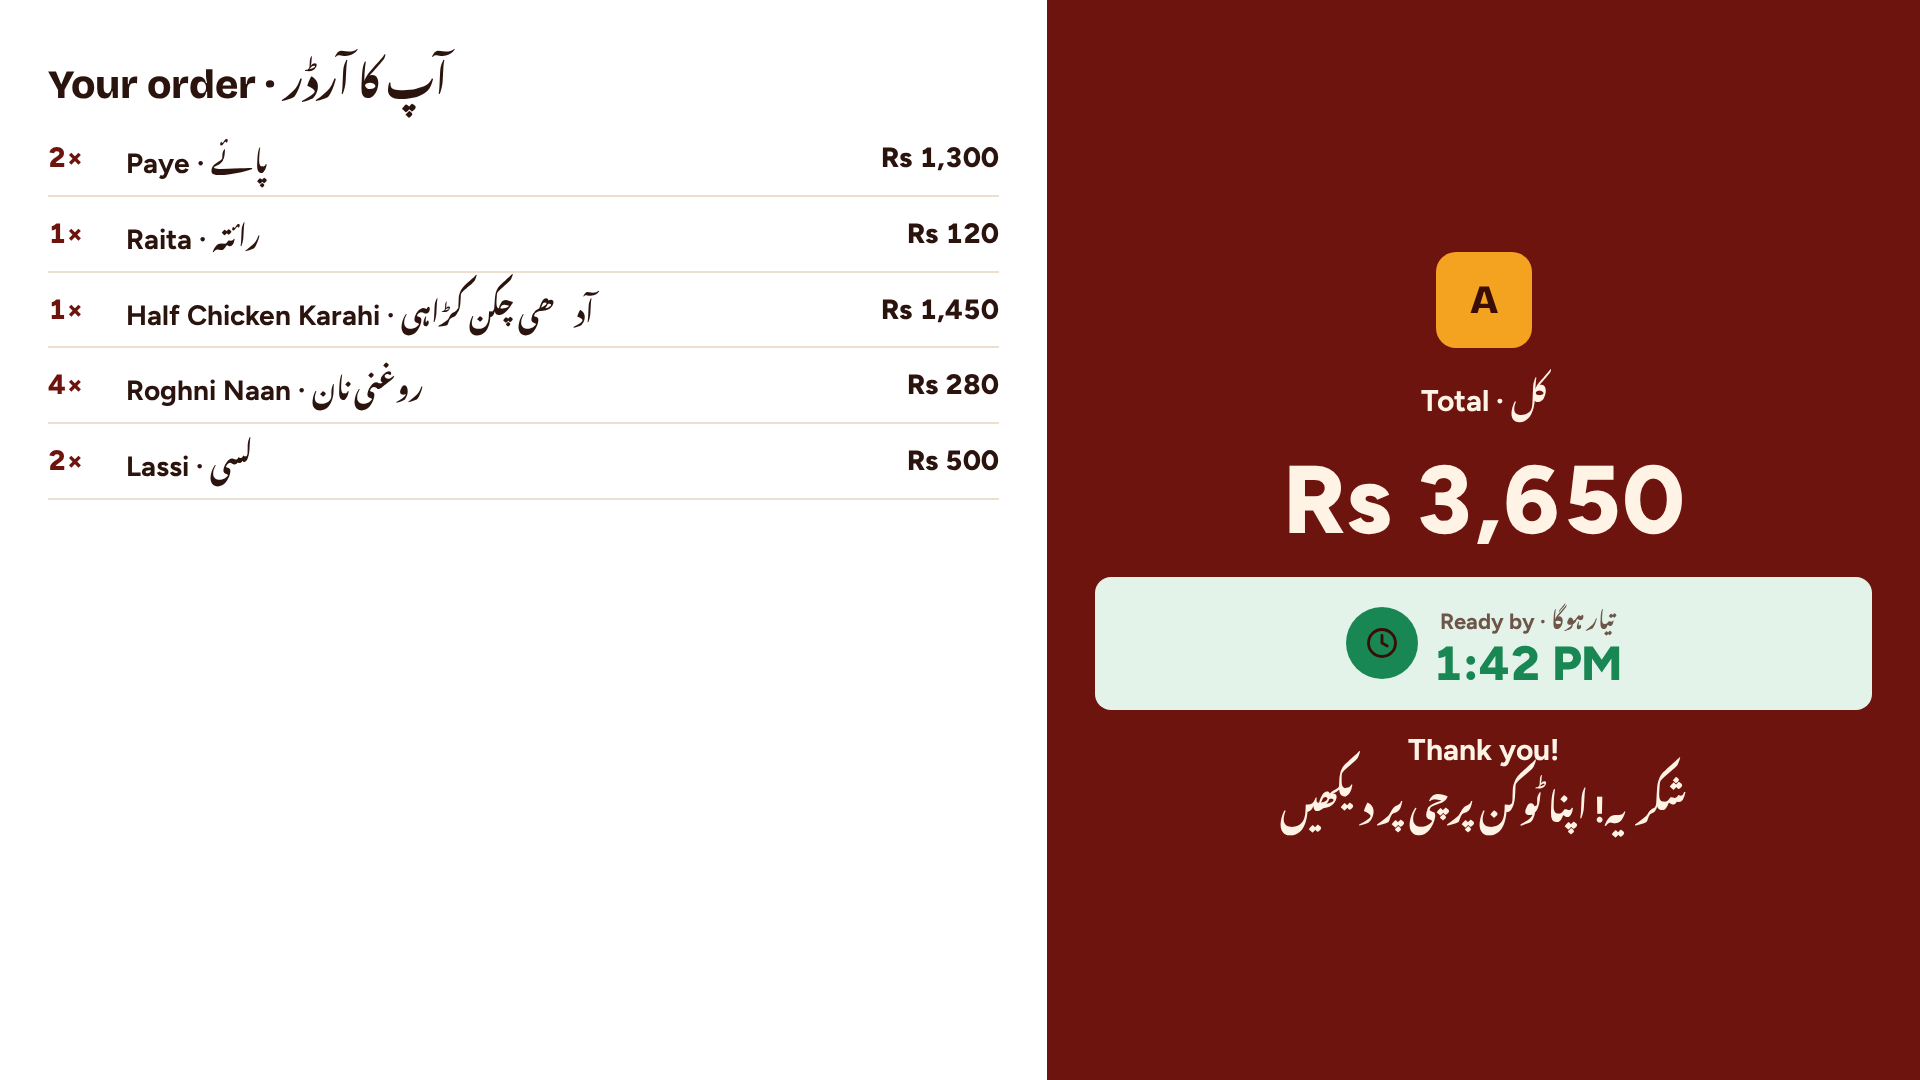 Your order · آپ کا آرڈر
2× Paye · پائے Rs 1,300
1× Raita · رائتہ Rs 120
1× Half Chicken Karahi · آدھی چکن کڑاہی Rs 1,450
4× Roghni Naan · روغنی نان Rs 280
2× Lassi · لسی Rs 500
A
Total · کل
Rs 3,650
Ready by · تیار ہوگا
1:42 PM
Thank you!
شکریہ! اپنا ٹوکن پرچی پر دیکھیں